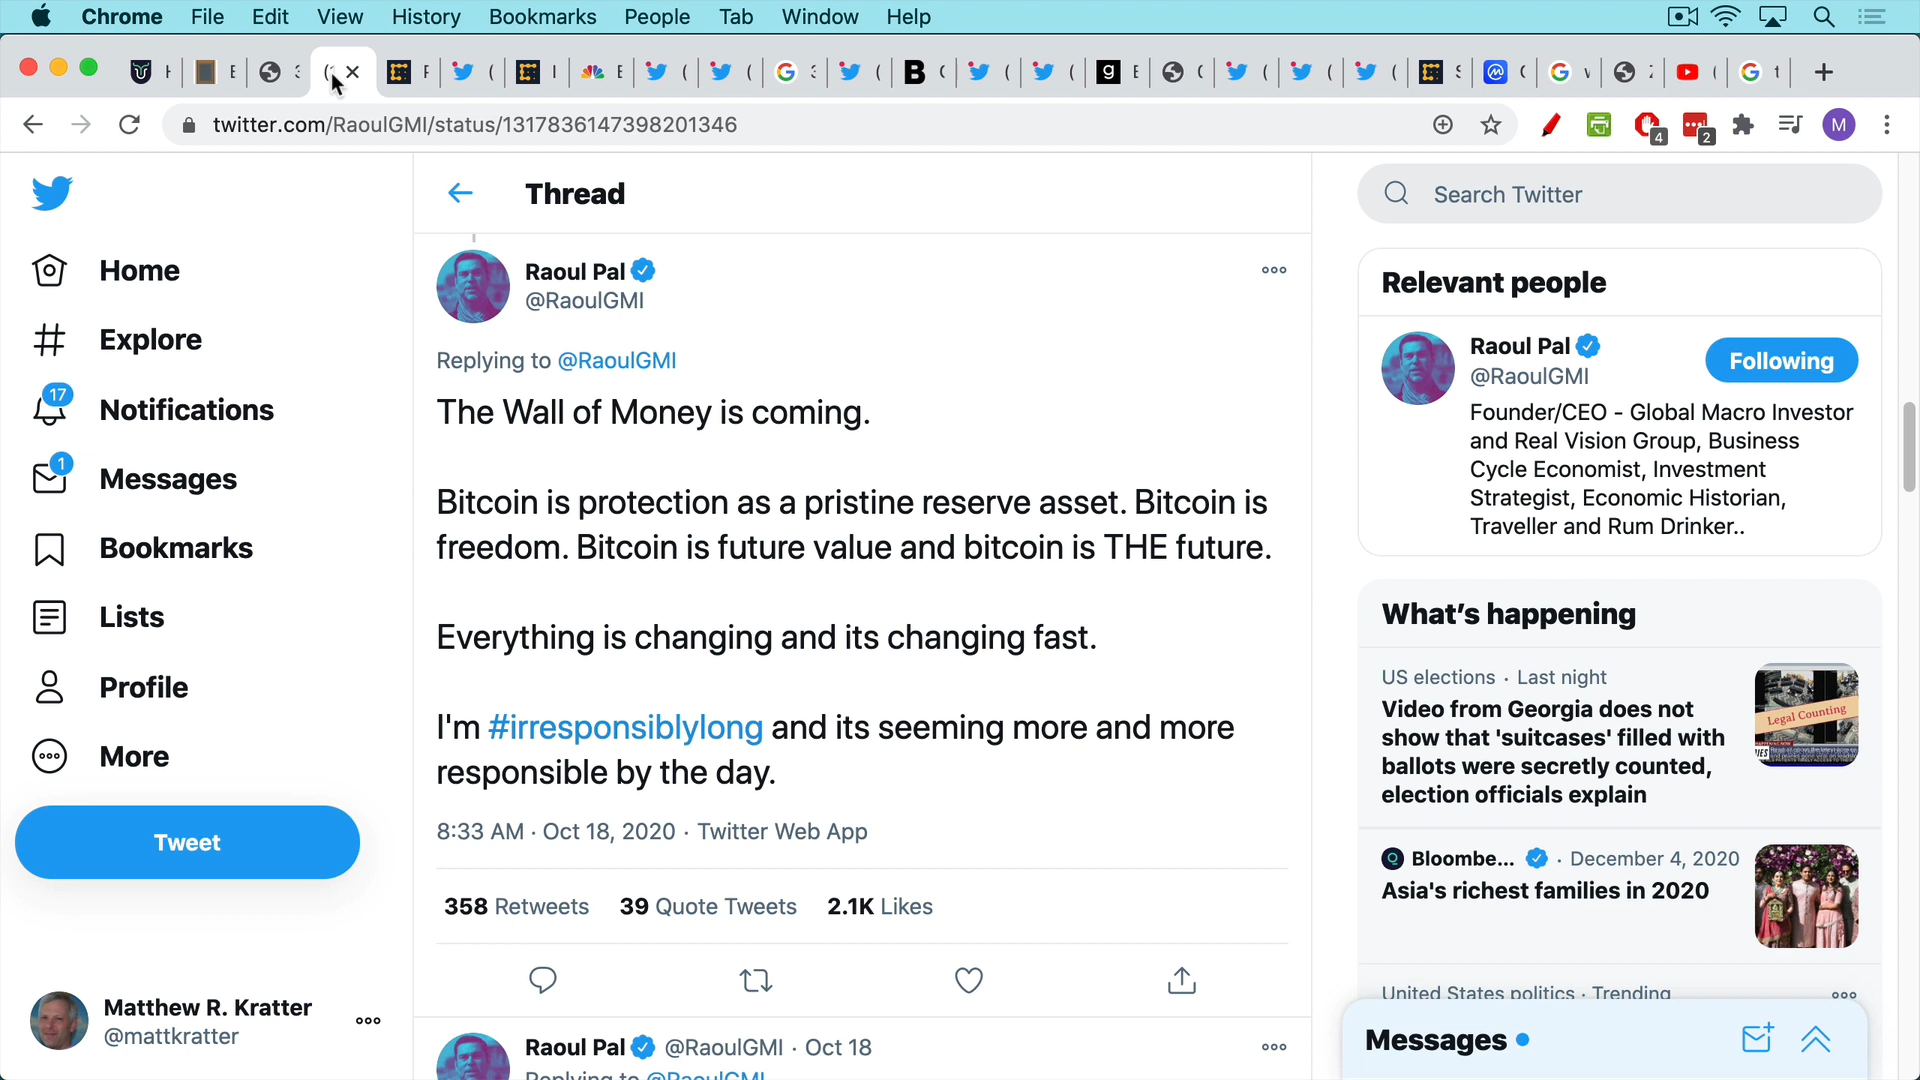 Chrome File Edit View History Bookmarks People Tab Window Help
twitter.com/RaoulGMI/status/1317836147398201346
4
2
M
Home
Explore
17
Notifications
1
Messages
Bookmarks
Lists
Profile
More
Tweet
Matthew R. Kratter
@mattkratter
Thread
Raoul Pal
@RaoulGMI
Replying to @RaoulGMI
The Wall of Money is coming.
Bitcoin is protection as a pristine reserve asset. Bitcoin is
freedom. Bitcoin is future value and bitcoin is THE future.
Everything is changing and its changing fast.
I'm #irresponsiblylong and its seeming more and more
responsible by the day.
8:33 AM · Oct 18, 2020 · Twitter Web App
358 Retweets 39 Quote Tweets 2.1K Likes
Raoul Pal @RaoulGMI · Oct 18
Replying to @RaoulGMI
Search Twitter
Relevant people
Raoul Pal
@RaoulGMI
Following
Founder/CEO - Global Macro Investor
and Real Vision Group, Business
Cycle Economist, Investment
Strategist, Economic Historian,
Traveller and Rum Drinker..
What's happening
US elections · Last night
Video from Georgia does not
show that 'suitcases' filled with
ballots were secretly counted,
election officials explain
Legal Counting
Bloombe... · December 4, 2020
Asia's richest families in 2020
United States politics · Trending
Messages